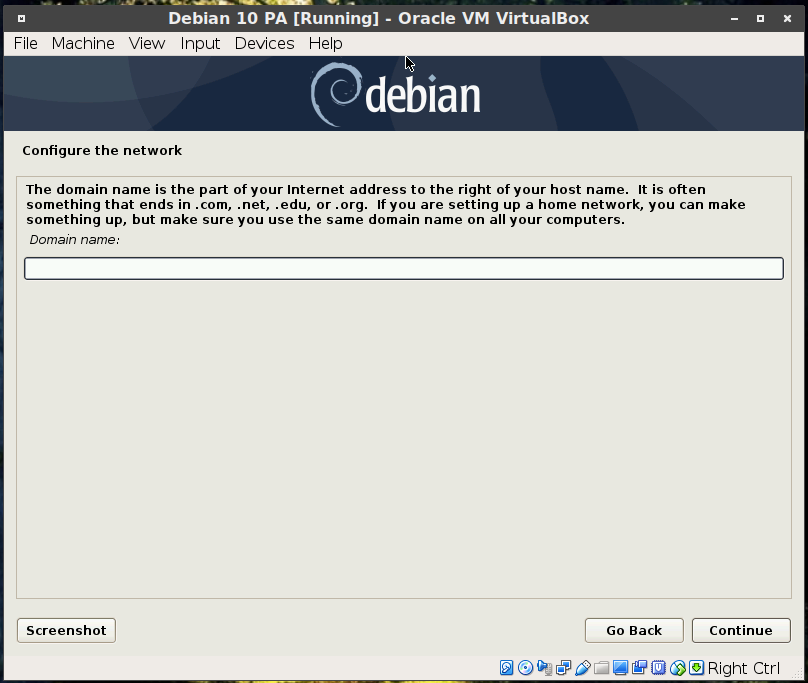 Debian 10 PA [Running] - Oracle VM VirtualBox
File Machine View Input Devices Help
debian
Configure the network
The domain name is the part of your Internet address to the right of your host name.  It is often
something that ends in .com, .net, .edu, or .org.  If you are setting up a home network, you can make
something up, but make sure you use the same domain name on all your computers.
Domain name:
Screenshot Go Back Continue
Right Ctrl